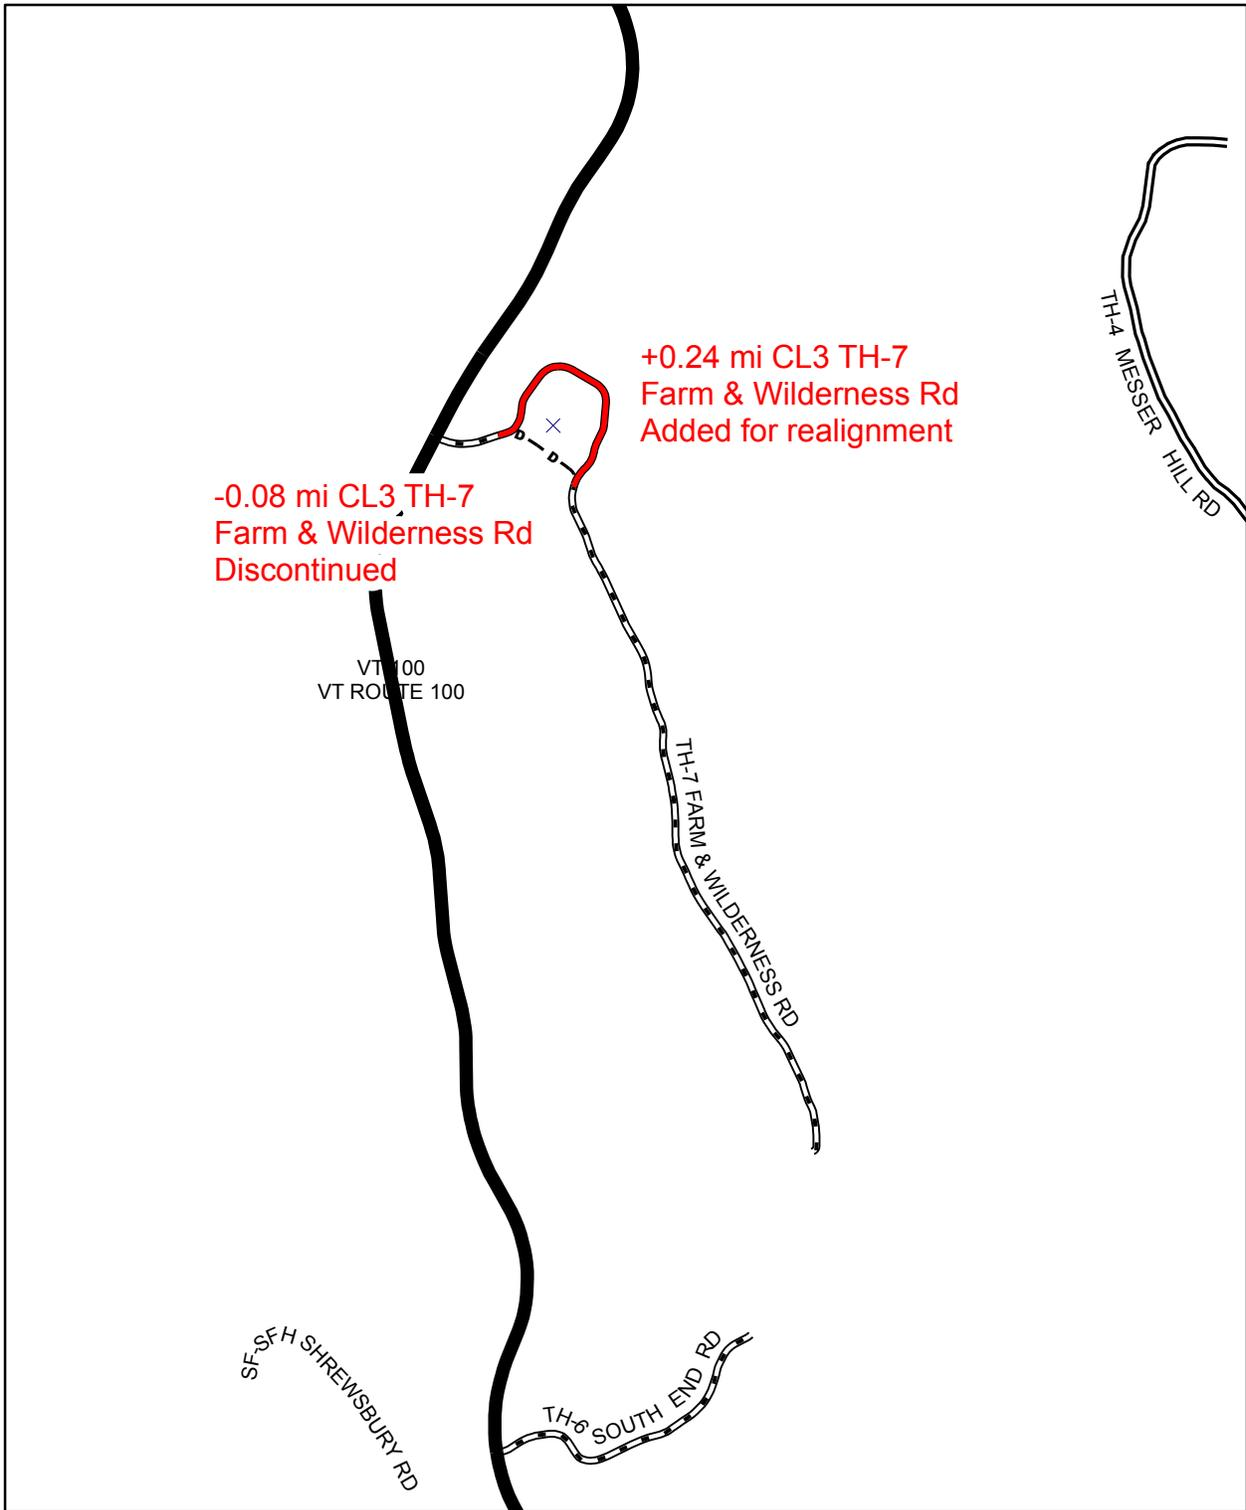 TH-4 MESSER HILL RD
+0.24 mi CL3 TH-7
Farm & Wilderness Rd
Added for realignment
D
D
-0.08 mi CL3 TH-7
Farm & Wilderness Rd
Discontinued
VT 100
VT ROUTE 100
TH-7 FARM & WILDERNESS RD
SF-SFH SHREWSBURY RD
TH-6 SOUTH END RD